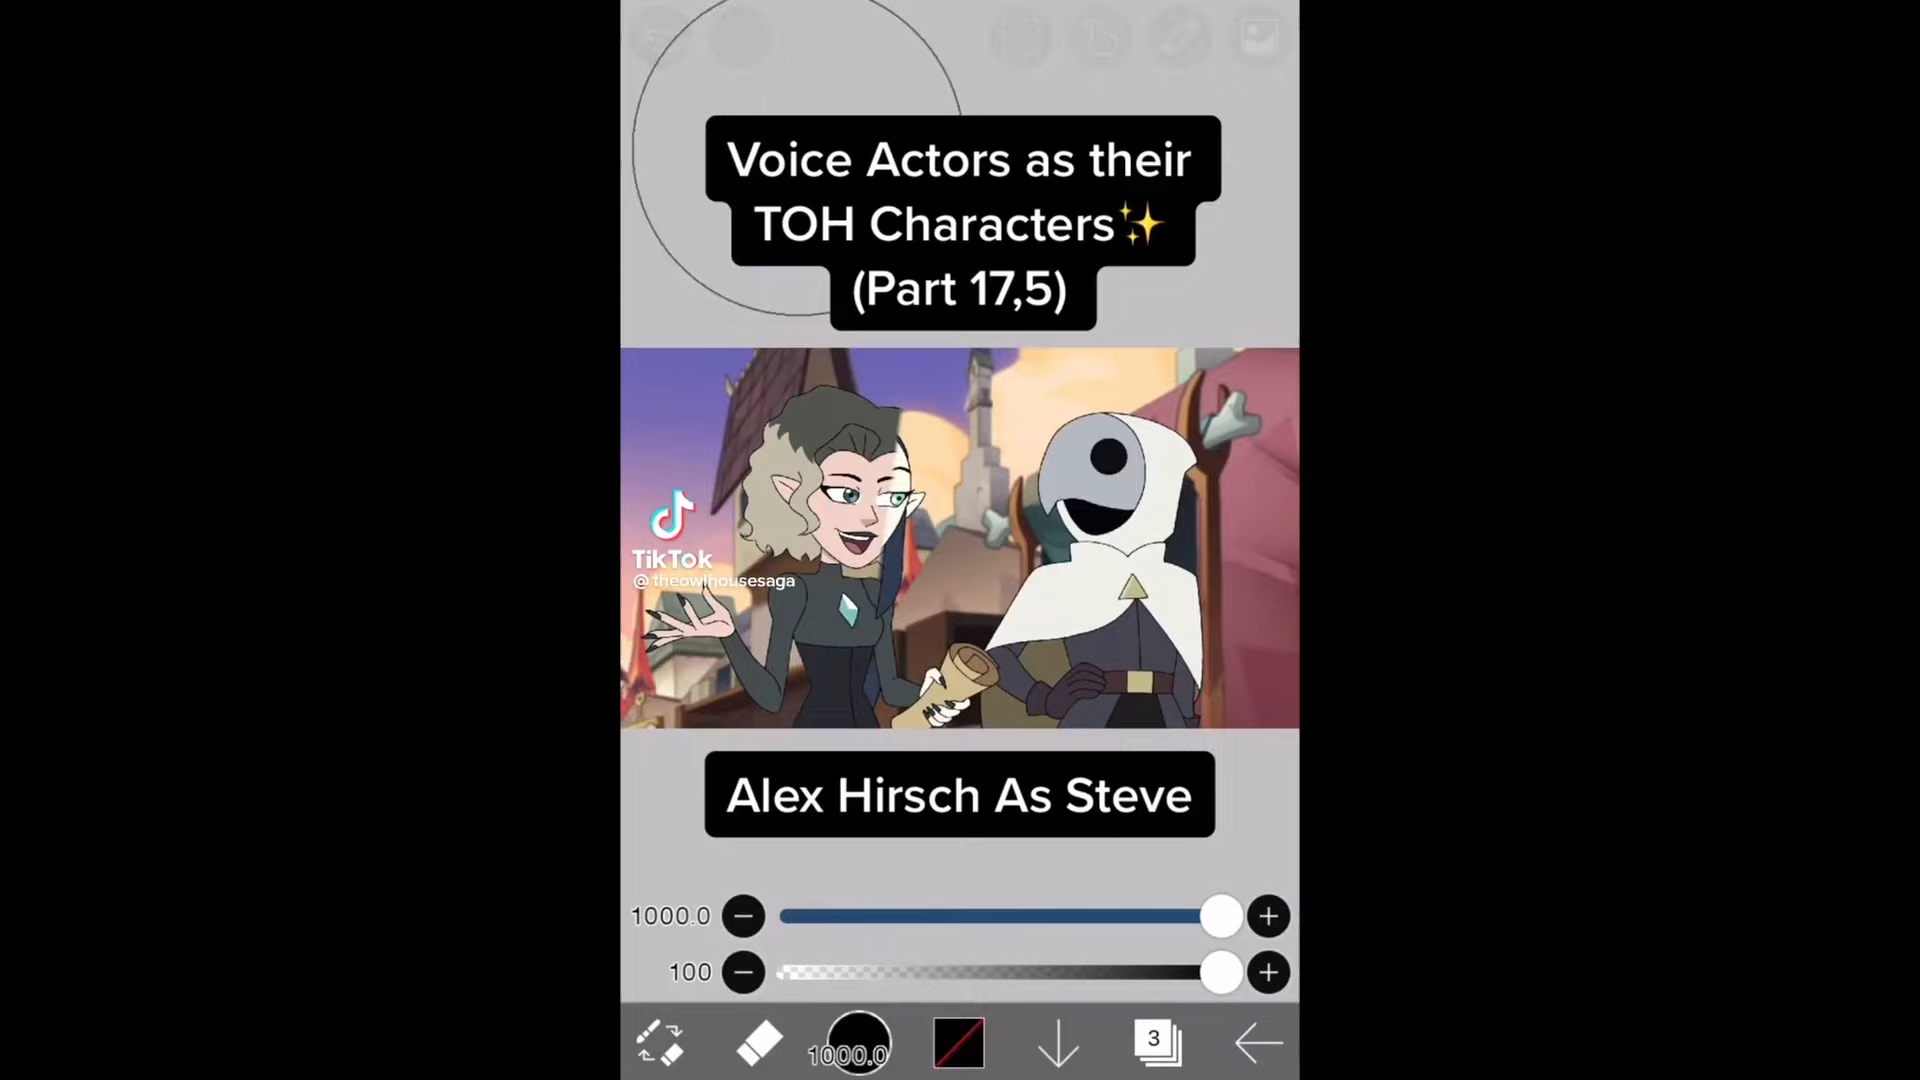 Voice Actors as their
TOH Characters✨
(Part 17,5)
TikTok
@theowlhousesaga
Alex Hirsch As Steve
1000.0
100
1000.0
3